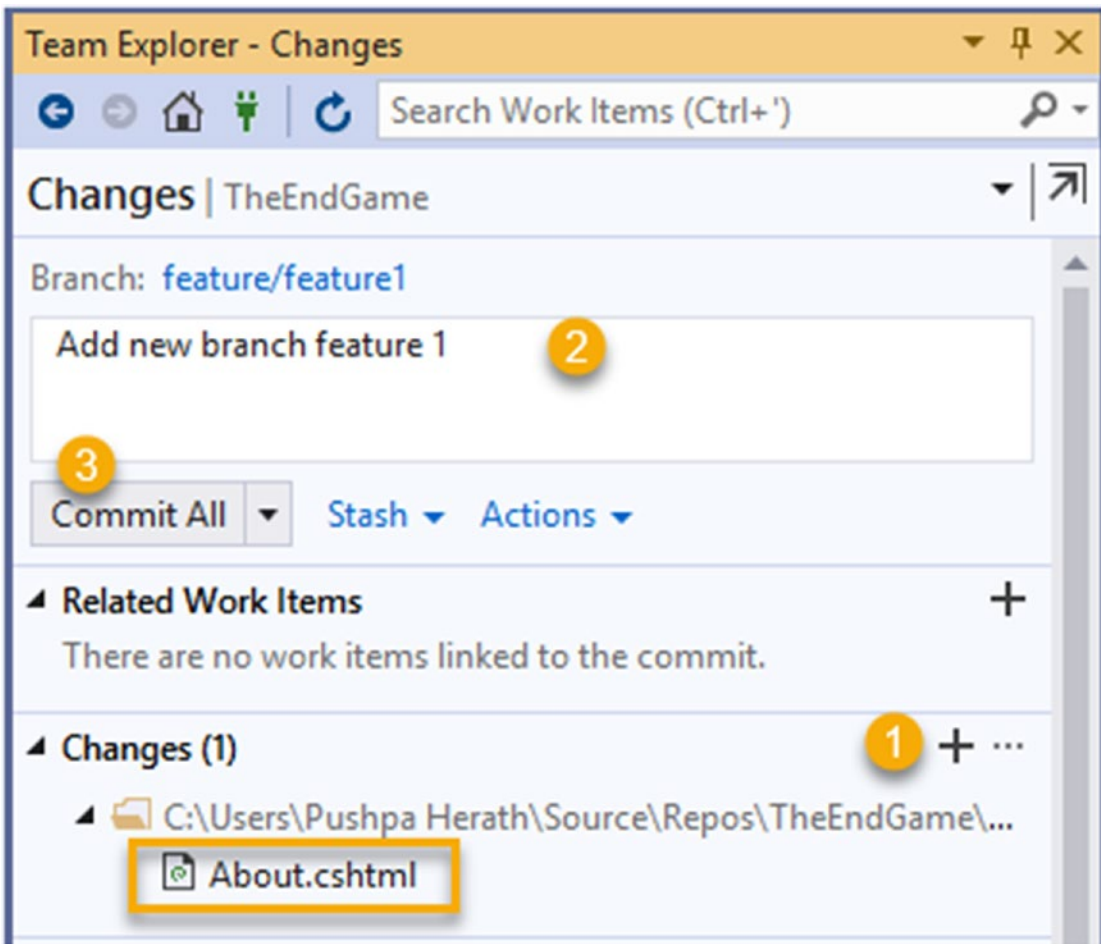 Team Explorer - Changes
Search Work Items (Ctrl+')
Changes | TheEndGame
Branch: feature/feature1
Add new branch feature 1
2
3
Commit All Stash Actions
Related Work Items
There are no work items linked to the commit.
Changes (1) 1
C:\Users\Pushpa Herath\Source\Repos\TheEndGame\...
About.cshtml